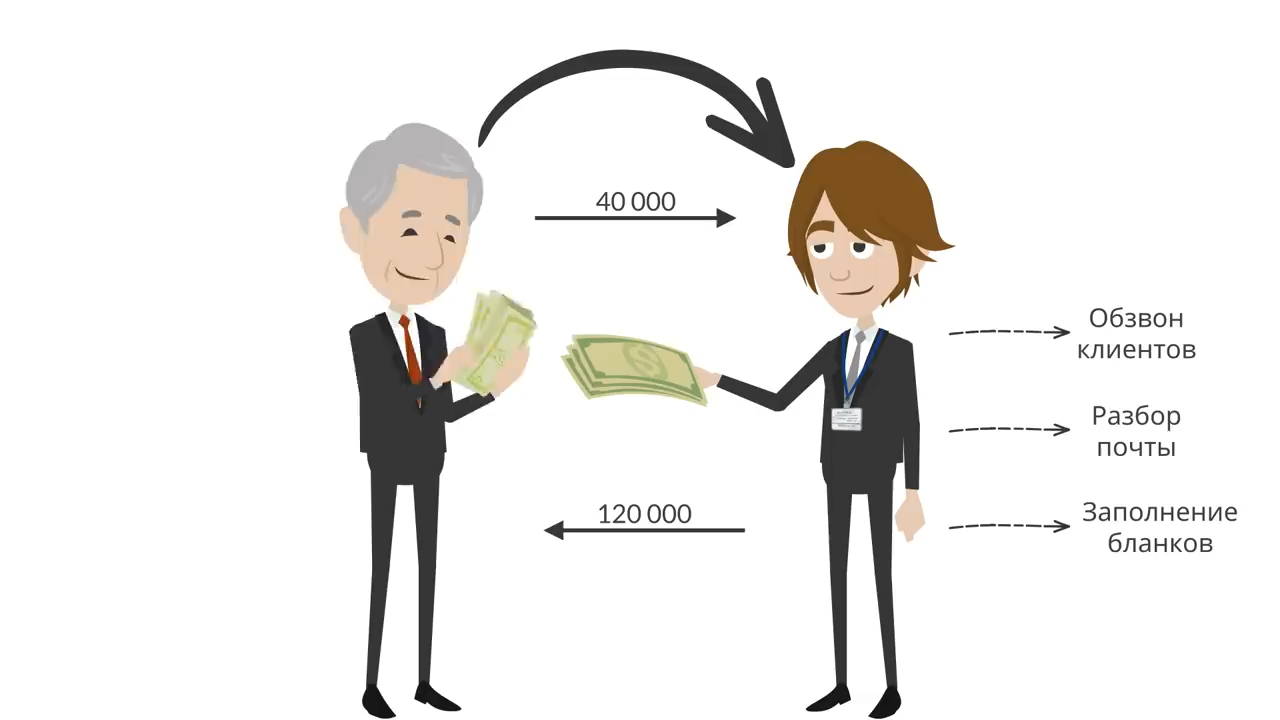 40 000
Обзвон
клиентов
Разбор
почты
120 000
Заполнение
бланков